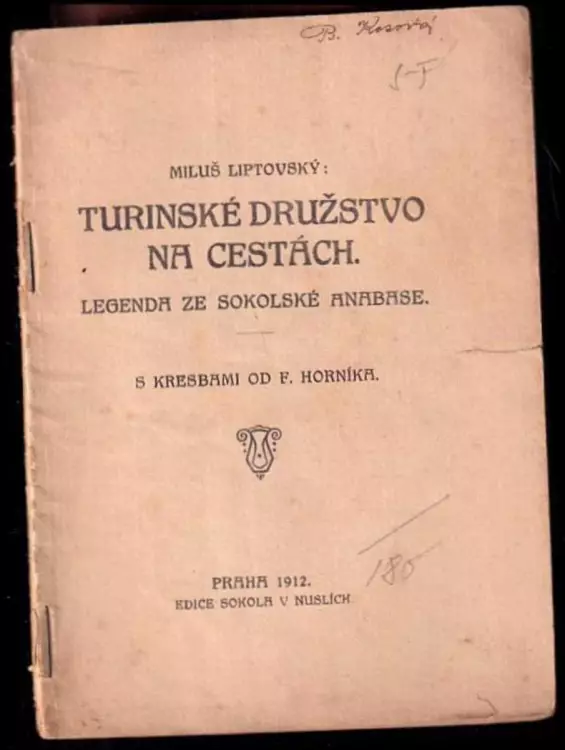 B. Kosová
MILUŠ LIPTOVSKÝ:
TURINSKÉ DRUŽSTVO
NA CESTÁCH.
LEGENDA ZE SOKOLSKÉ ANABASE.
S KRESBAMI OD F. HORNÍKA.
180
PRAHA 1912.
EDICE SOKOLA V NUSLÍCH